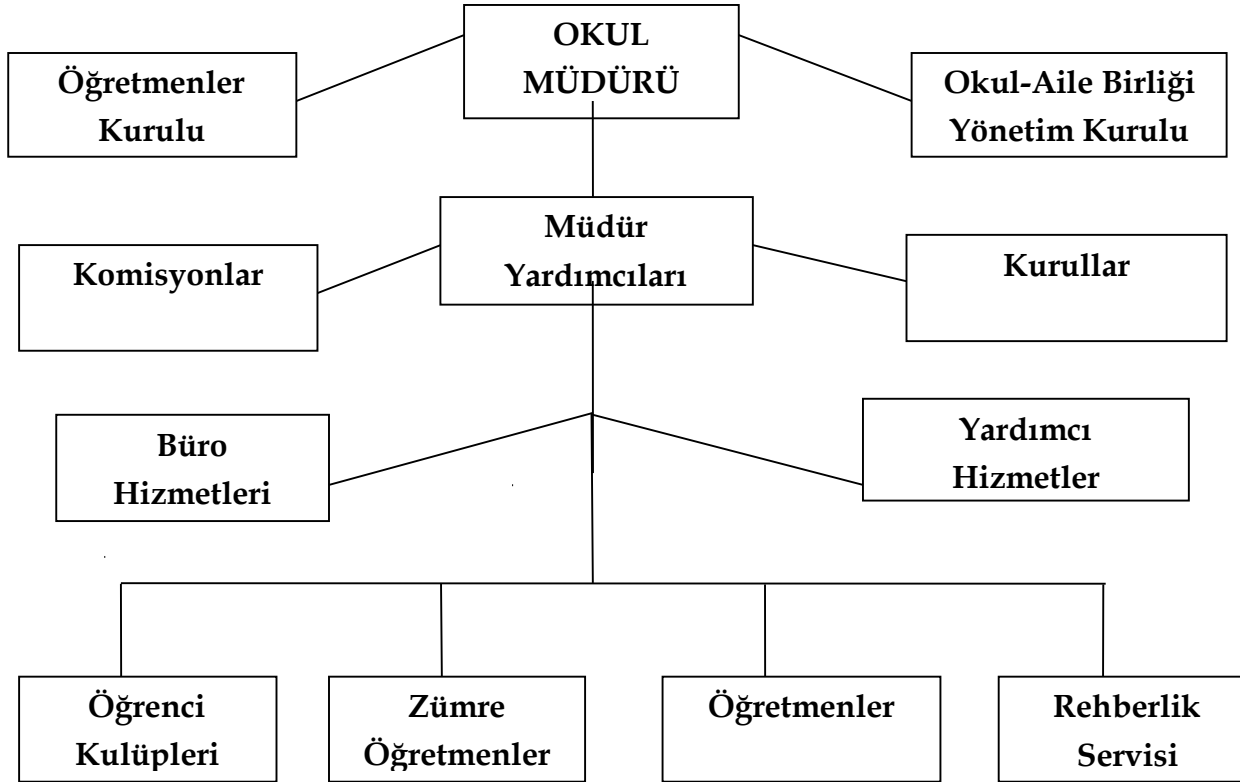 OKUL
MÜDÜRÜ
Öğretmenler
Kurulu
Okul-Aile Birliği
Yönetim Kurulu
Müdür
Yardımcıları
Komisyonlar
Kurullar
Büro
Hizmetleri
Yardımcı
Hizmetler
Öğrenci
Kulüpleri
Zümre
Öğretmenler
Öğretmenler
Rehberlik
Servisi